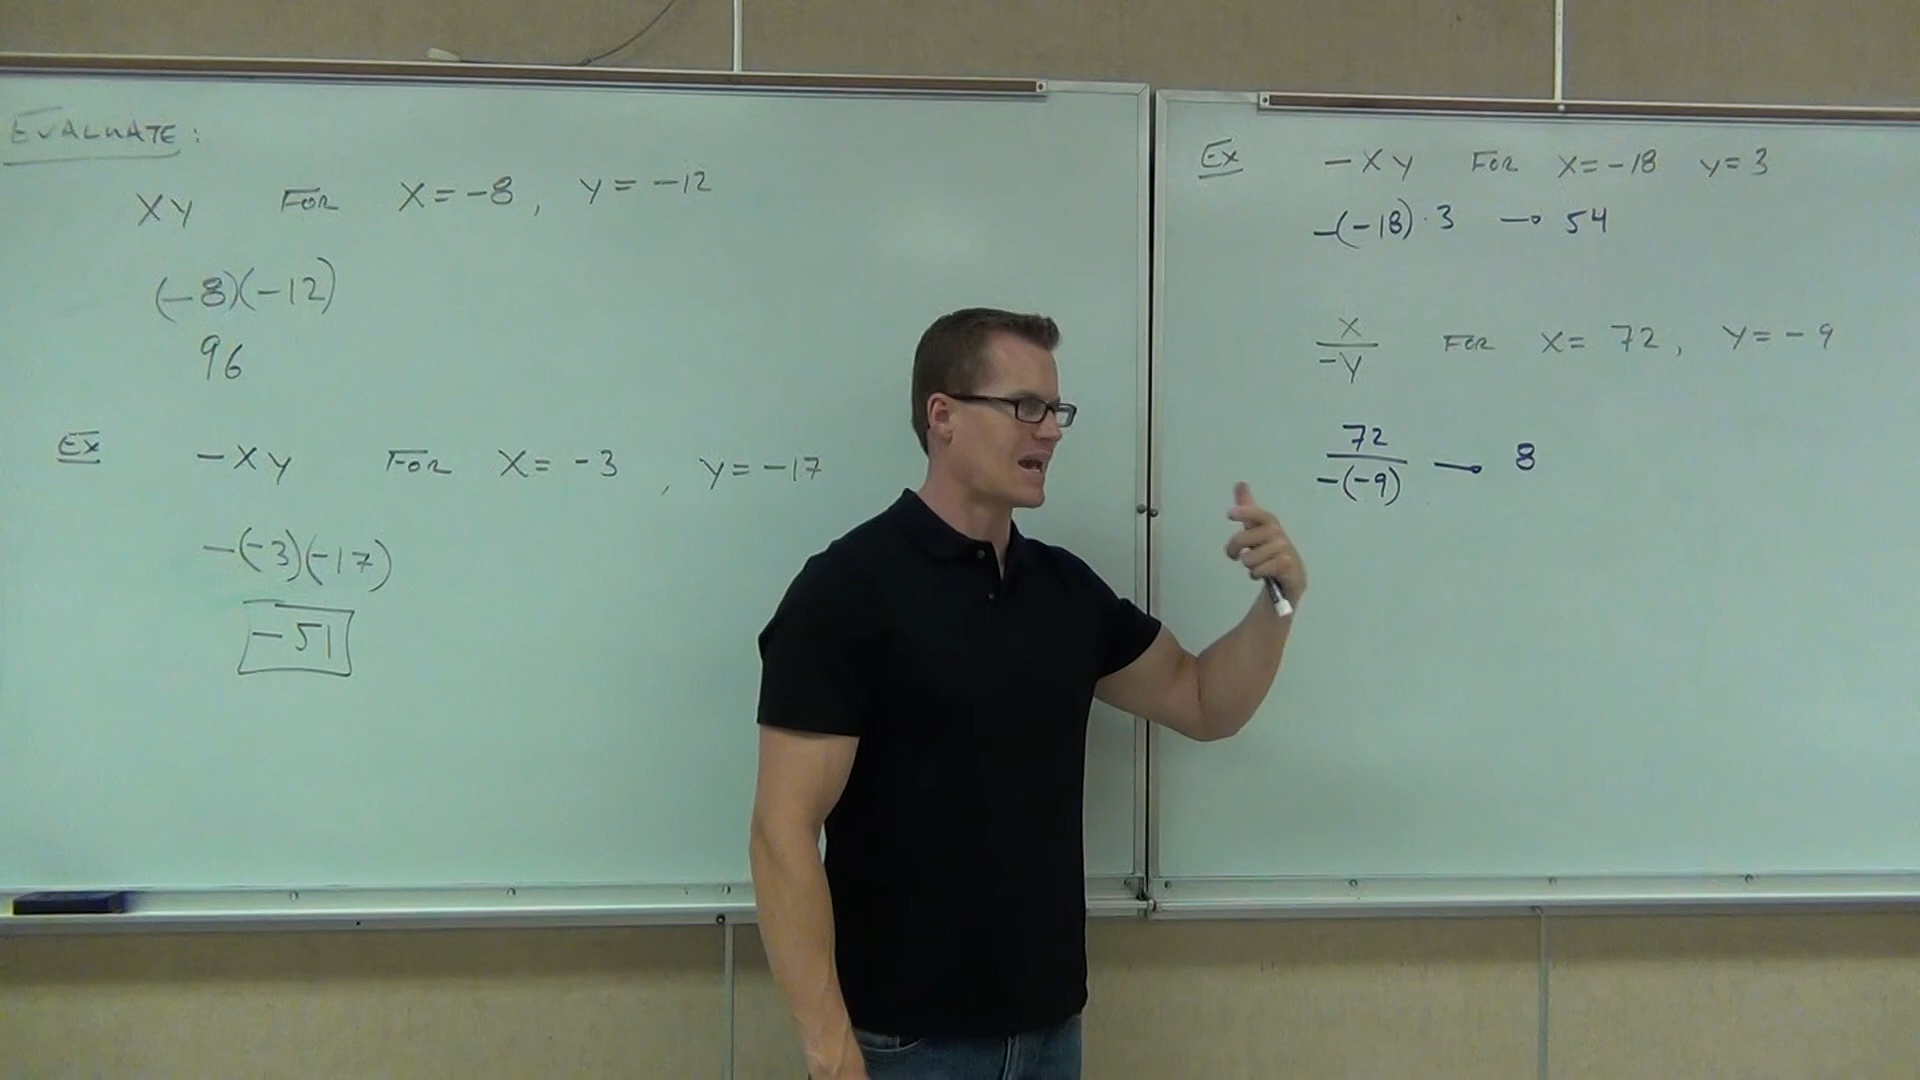 EVALUATE:
XY FOR X=-8, Y=-12
(-8)(-12)
96
Ex -XY FOR X=-3, Y=-17
-(-3)(-17)
-51
Ex -XY FOR X=-18 Y=3
-(-18)·3 → 54
X/-Y FOR X=72, Y=-9
72/-(-9) → 8